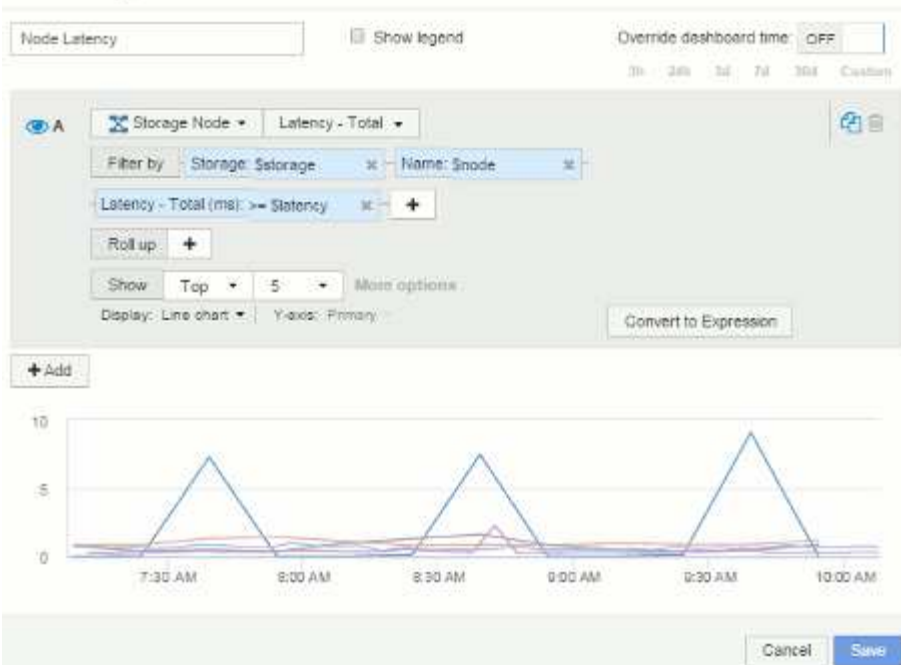 Node Latency Show legend Override dashboard time: OFF
3h 24h 3d 7d 30d Custom
A Storage Node Latency - Total
Filter by Storage: $storage Name: $node
Latency - Total (ms): >= $latency +
Roll up +
Show Top 5 More options
Display: Line chart Y-axis: Primary Convert to Expression
+ Add
10
5
0
7:30 AM 8:00 AM 8:30 AM 9:00 AM 9:30 AM 10:00 AM
Cancel Save